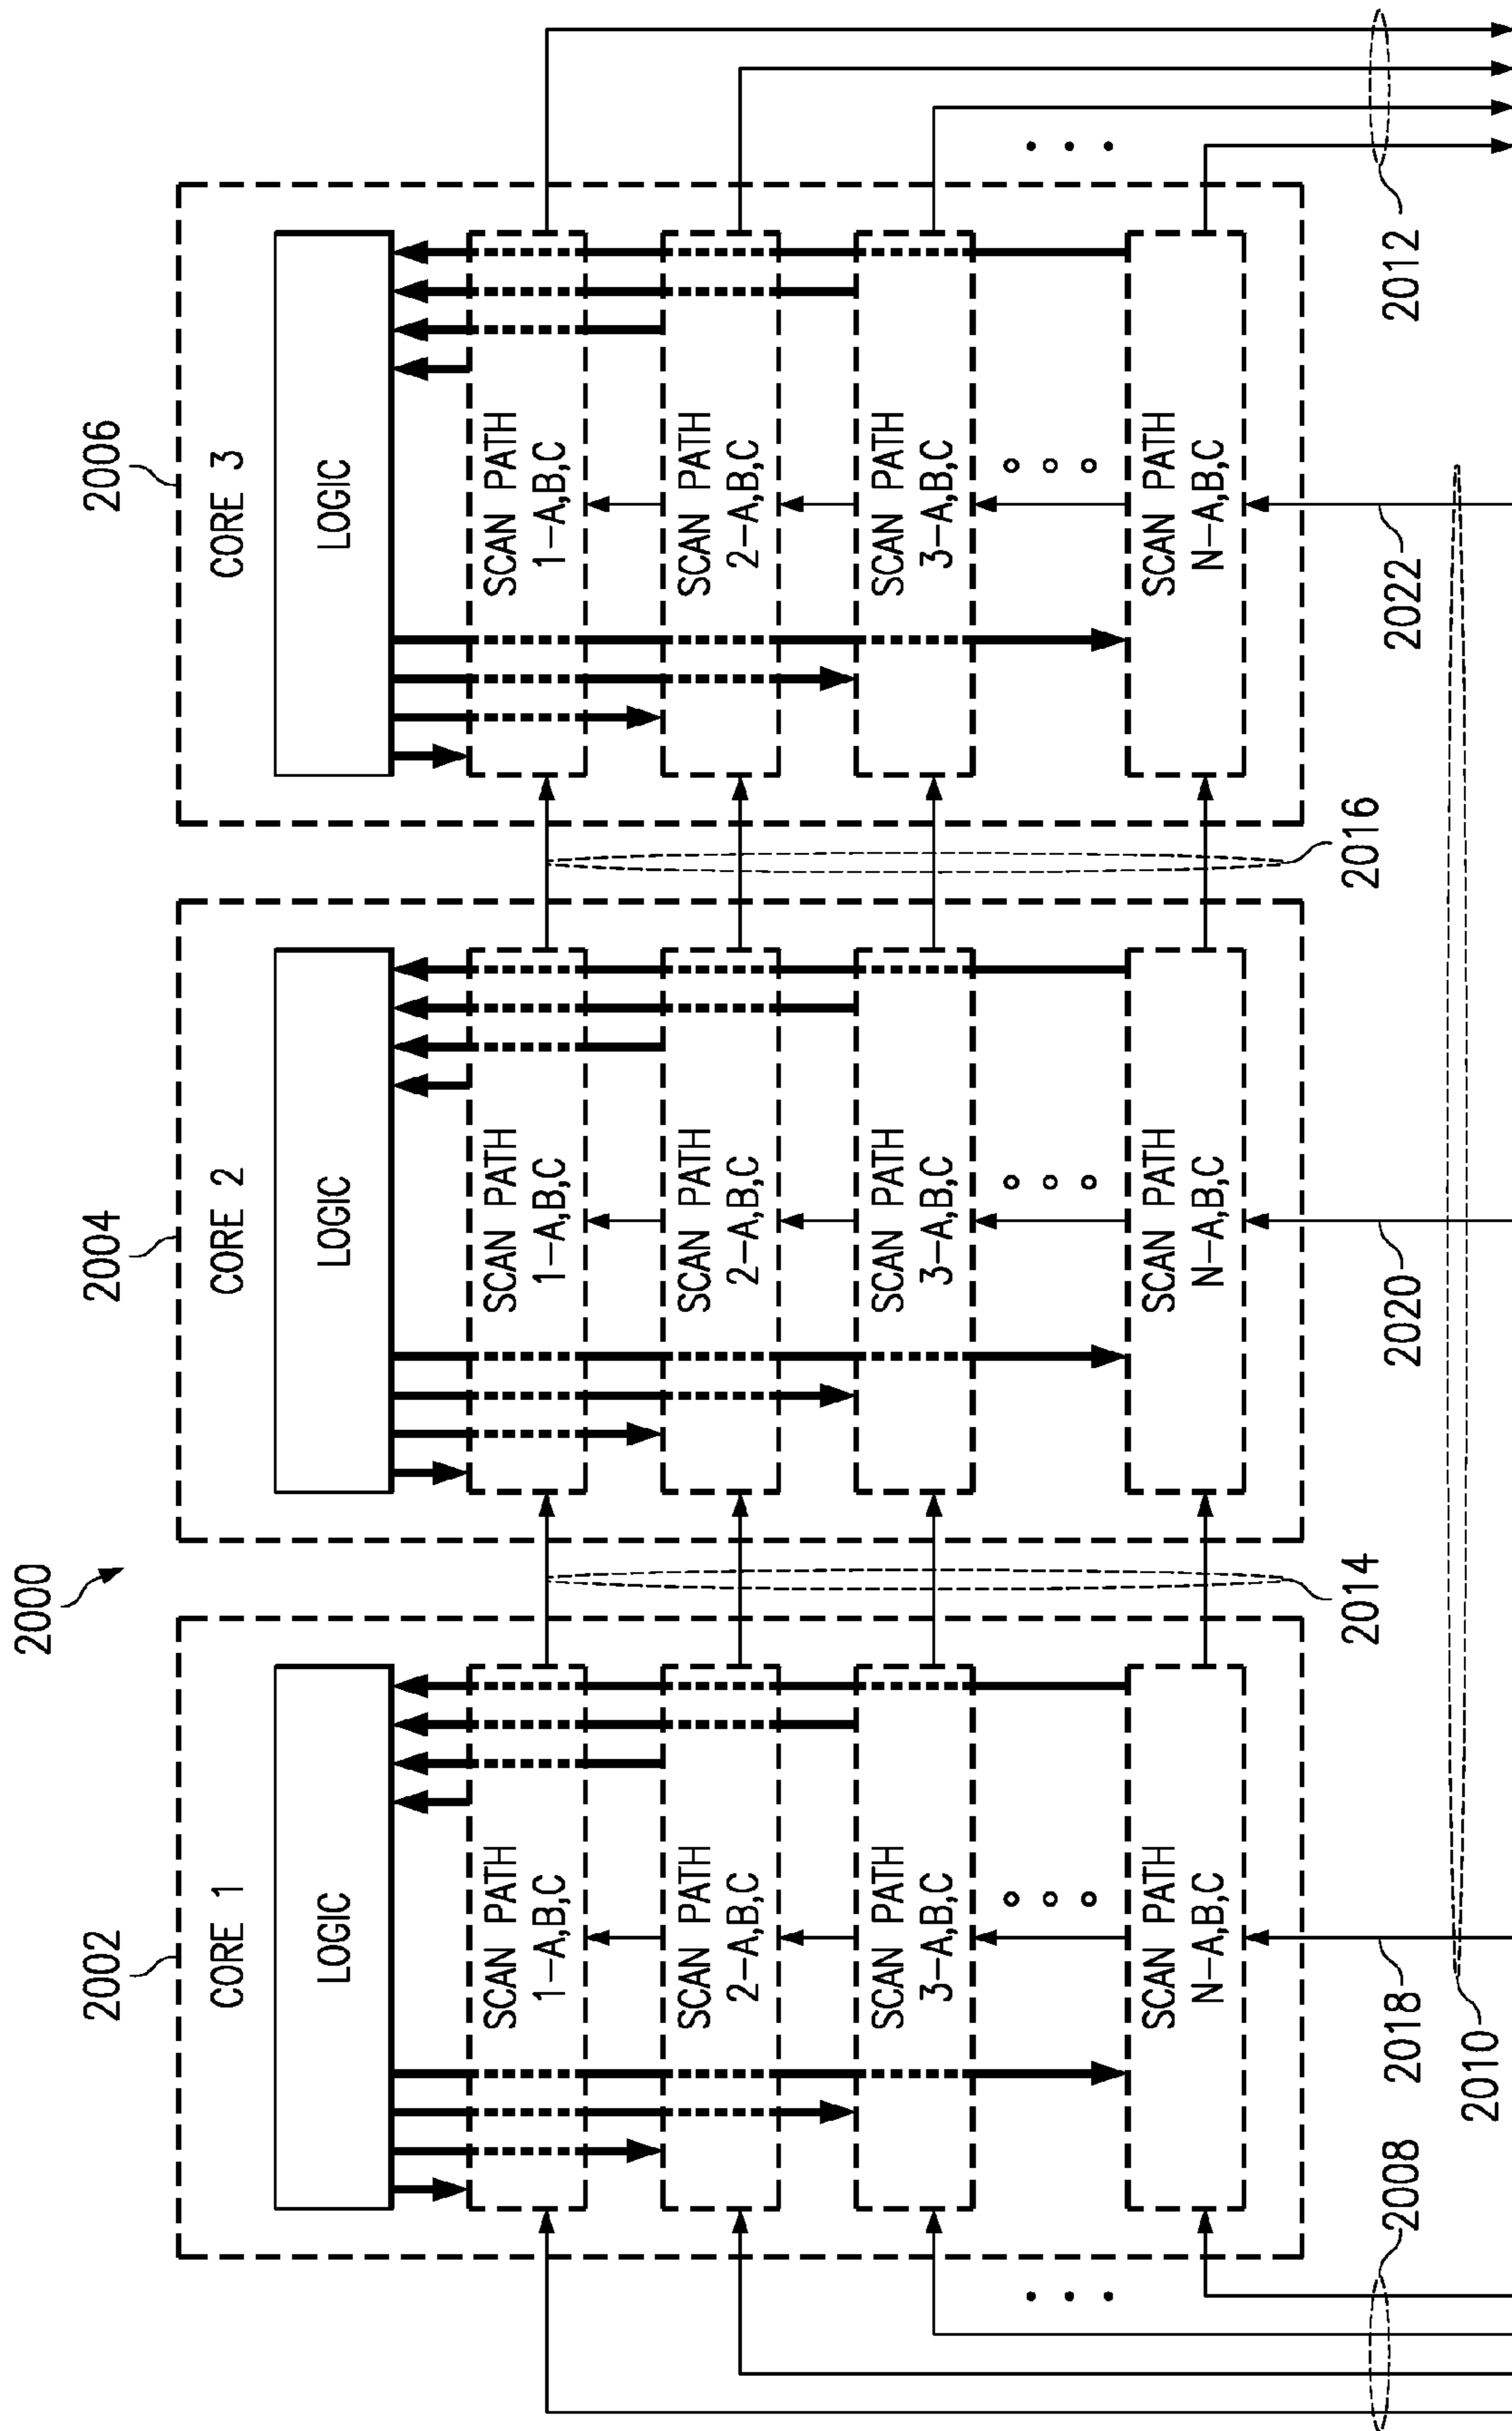 2000
2002
CORE 1
LOGIC
SCAN PATH
1-A,B,C
SCAN PATH
2-A,B,C
SCAN PATH
3-A,B,C
SCAN PATH
N-A,B,C
2004
CORE 2
LOGIC
SCAN PATH
1-A,B,C
SCAN PATH
2-A,B,C
SCAN PATH
3-A,B,C
SCAN PATH
N-A,B,C
2006
CORE 3
LOGIC
SCAN PATH
1-A,B,C
SCAN PATH
2-A,B,C
SCAN PATH
3-A,B,C
SCAN PATH
N-A,B,C
2014
2016
2008
2018
2020
2022
2012
2010